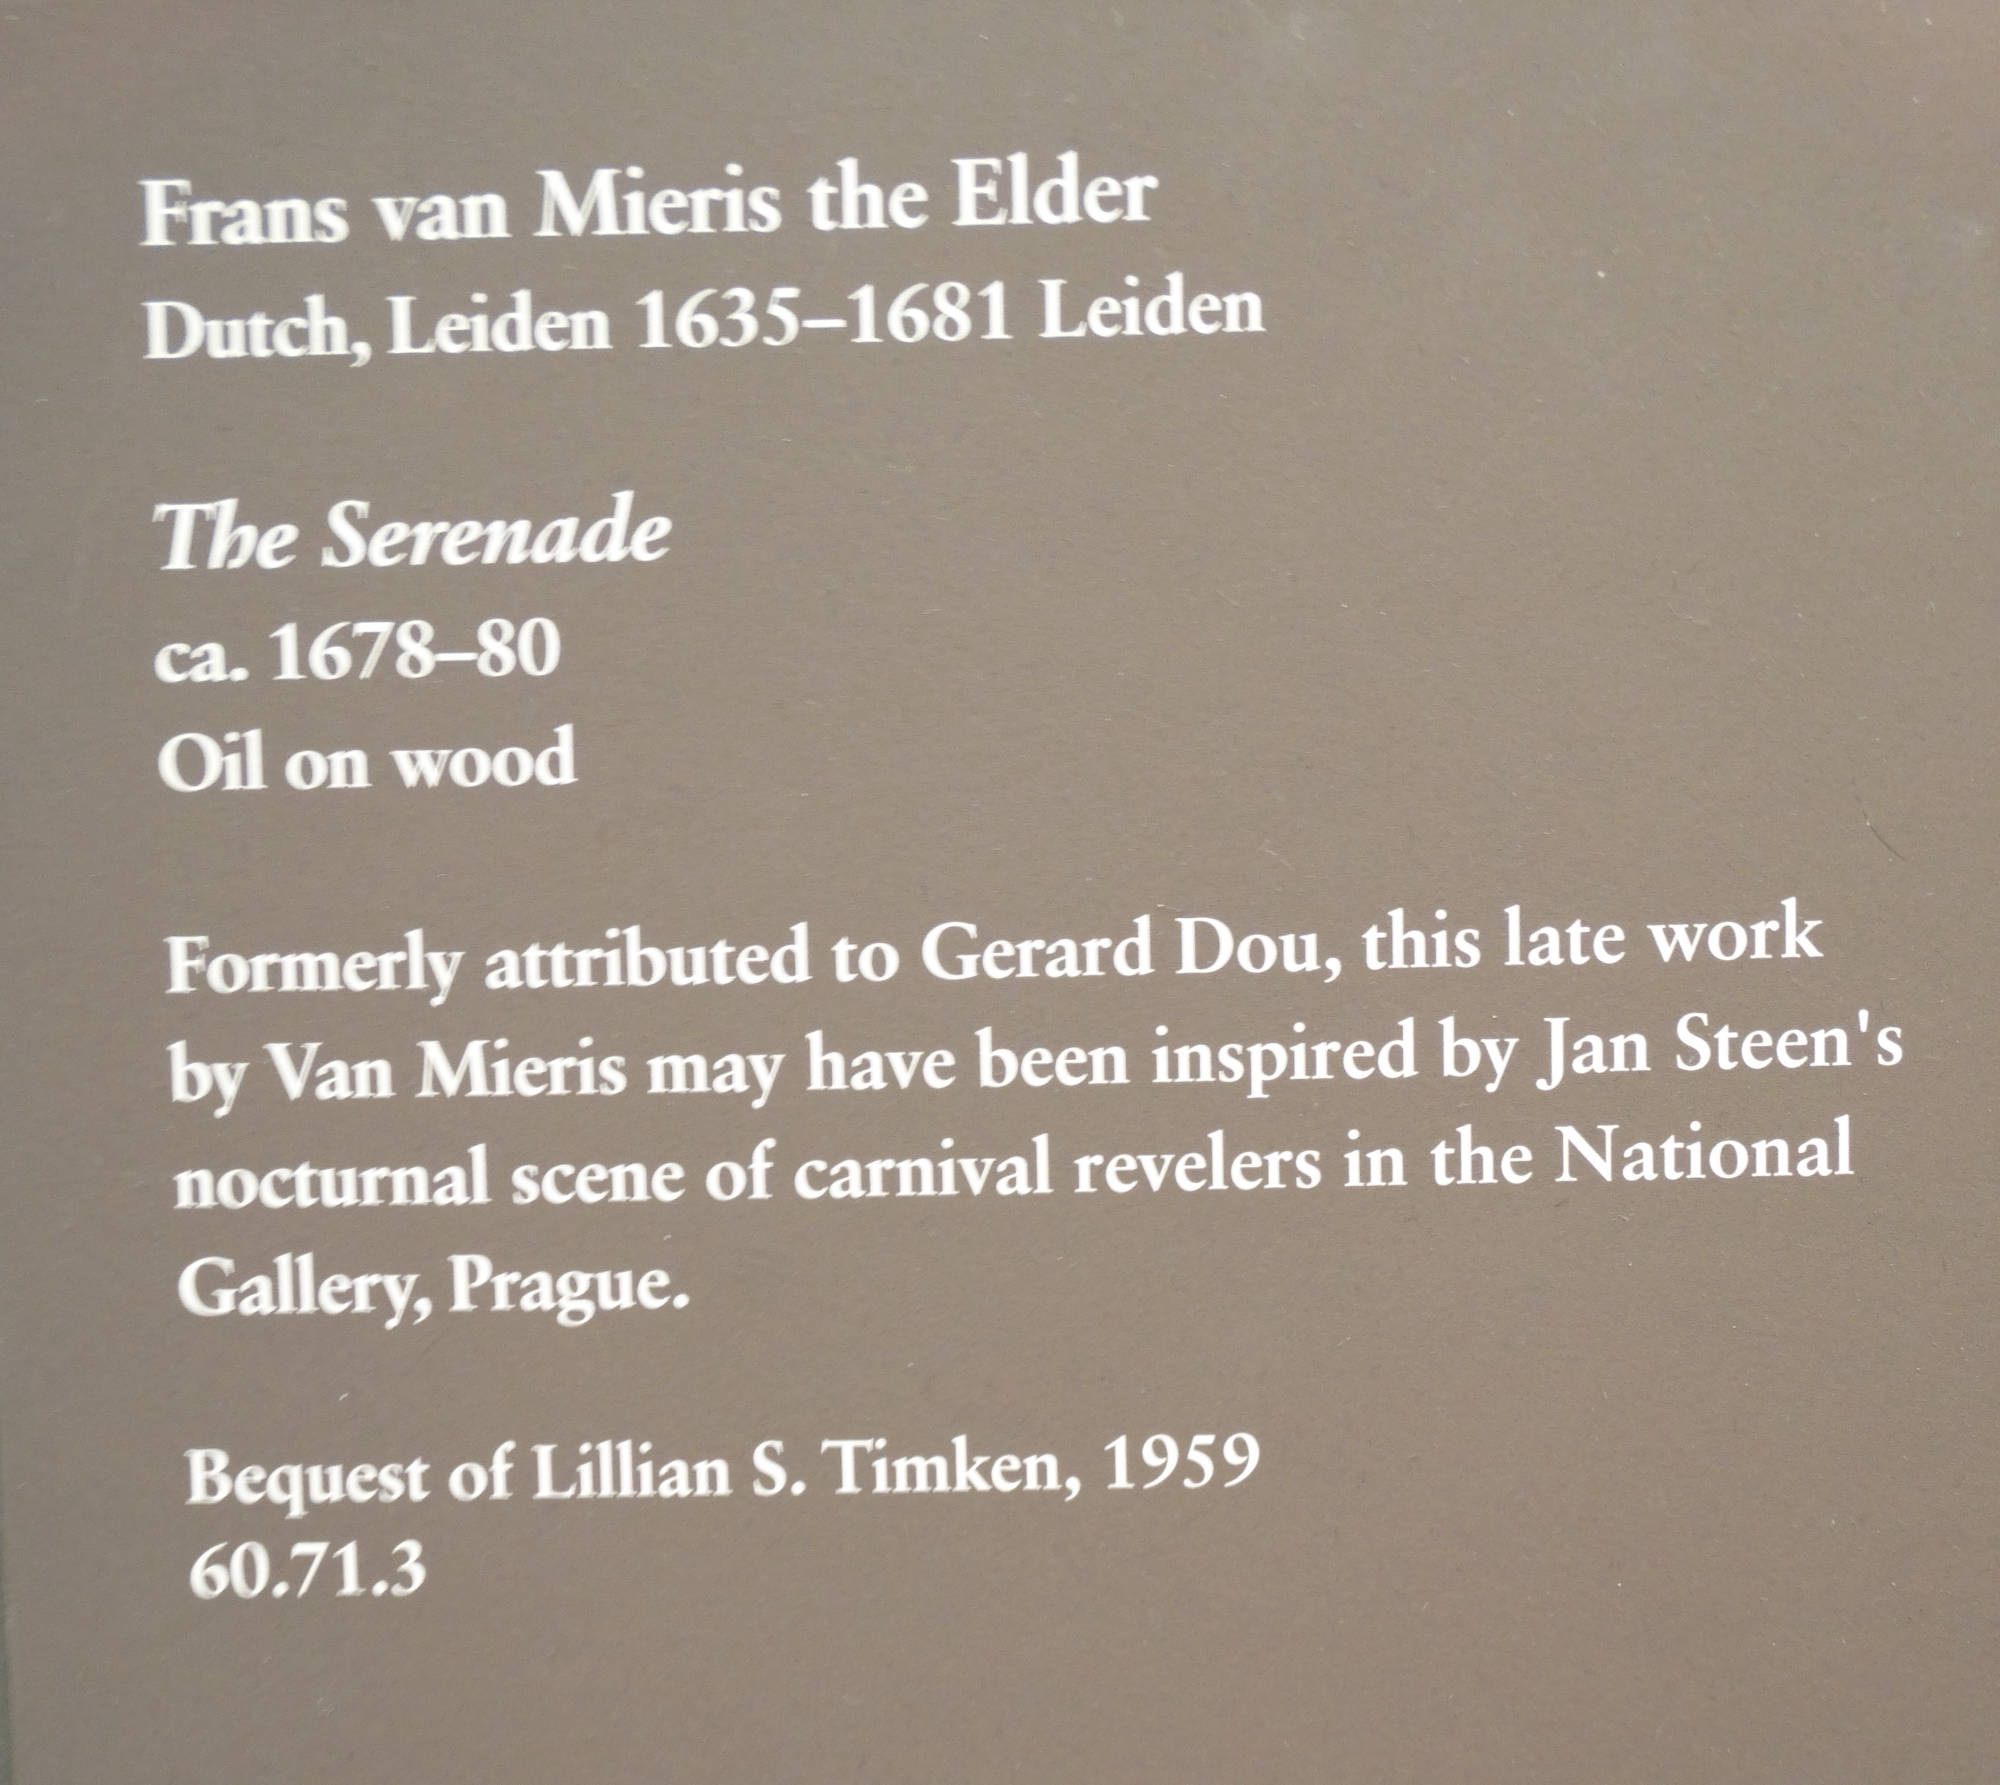 Frans van Mieris the Elder
Dutch, Leiden 1635–1681 Leiden
The Serenade
ca. 1678–80
Oil on wood
Formerly attributed to Gerard Dou, this late work
by Van Mieris may have been inspired by Jan Steen's
nocturnal scene of carnival revelers in the National
Gallery, Prague.
Bequest of Lillian S. Timken, 1959
60.71.3